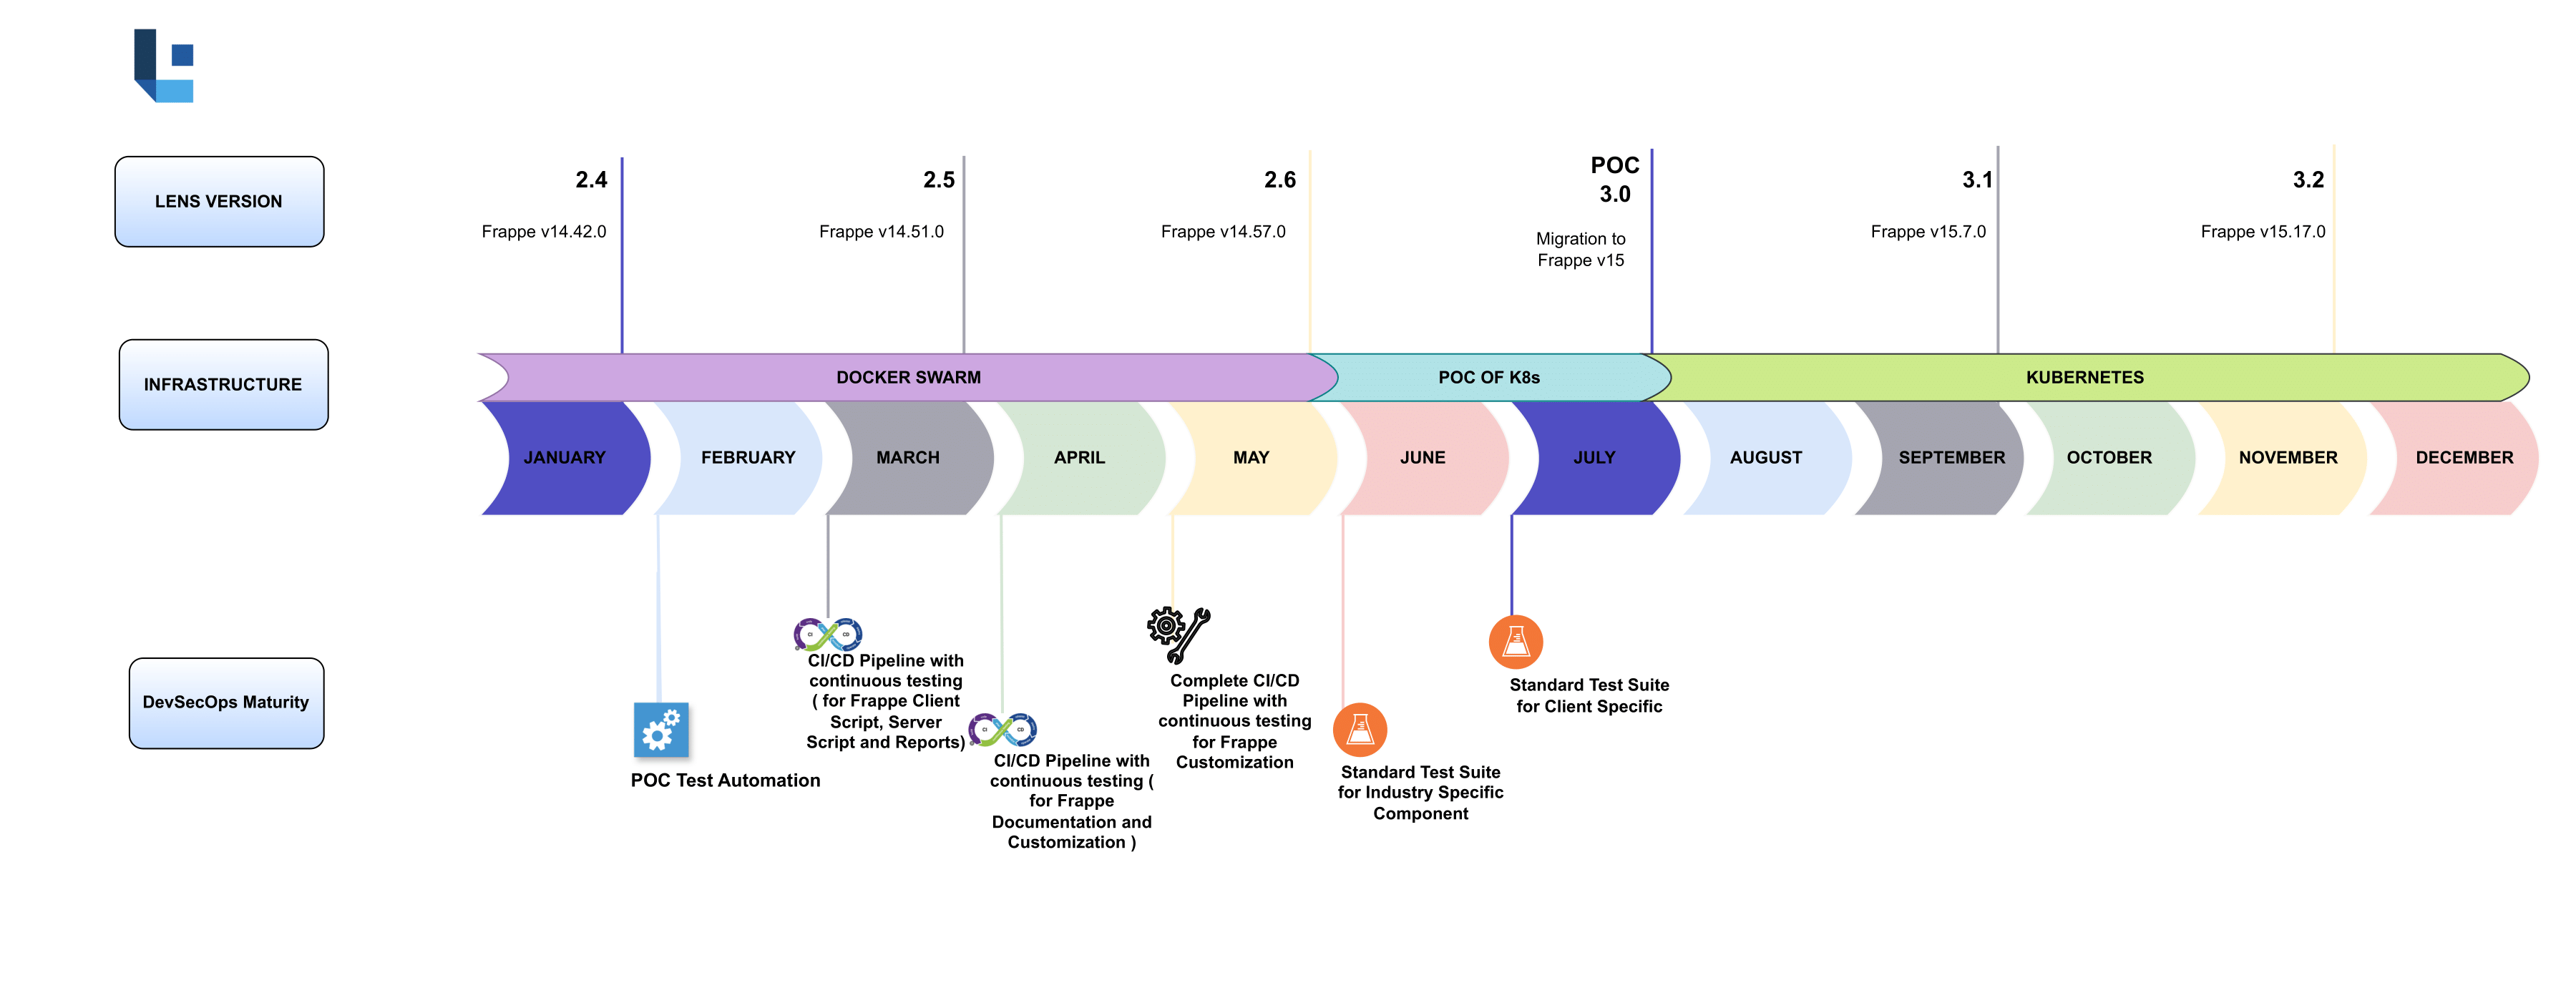 LENS VERSION
2.4
Frappe v14.42.0
2.5
Frappe v14.51.0
2.6
Frappe v14.57.0
POC
3.0
Migration to
Frappe v15
3.1
Frappe v15.7.0
3.2
Frappe v15.17.0
INFRASTRUCTURE
DOCKER SWARM
POC OF K8s
KUBERNETES
JANUARY
FEBRUARY
MARCH
APRIL
MAY
JUNE
JULY
AUGUST
SEPTEMBER
OCTOBER
NOVEMBER
DECEMBER
DevSecOps Maturity
POC Test Automation
CI
CD
CI/CD Pipeline with
continuous testing
( for Frappe Client
Script, Server
Script and Reports)
CI
CD
CI/CD Pipeline with
continuous testing (
for Frappe
Documentation and
Customization )
Complete CI/CD
Pipeline with
continuous testing
for Frappe
Customization
Standard Test Suite
for Industry Specific
Component
Standard Test Suite
for Client Specific